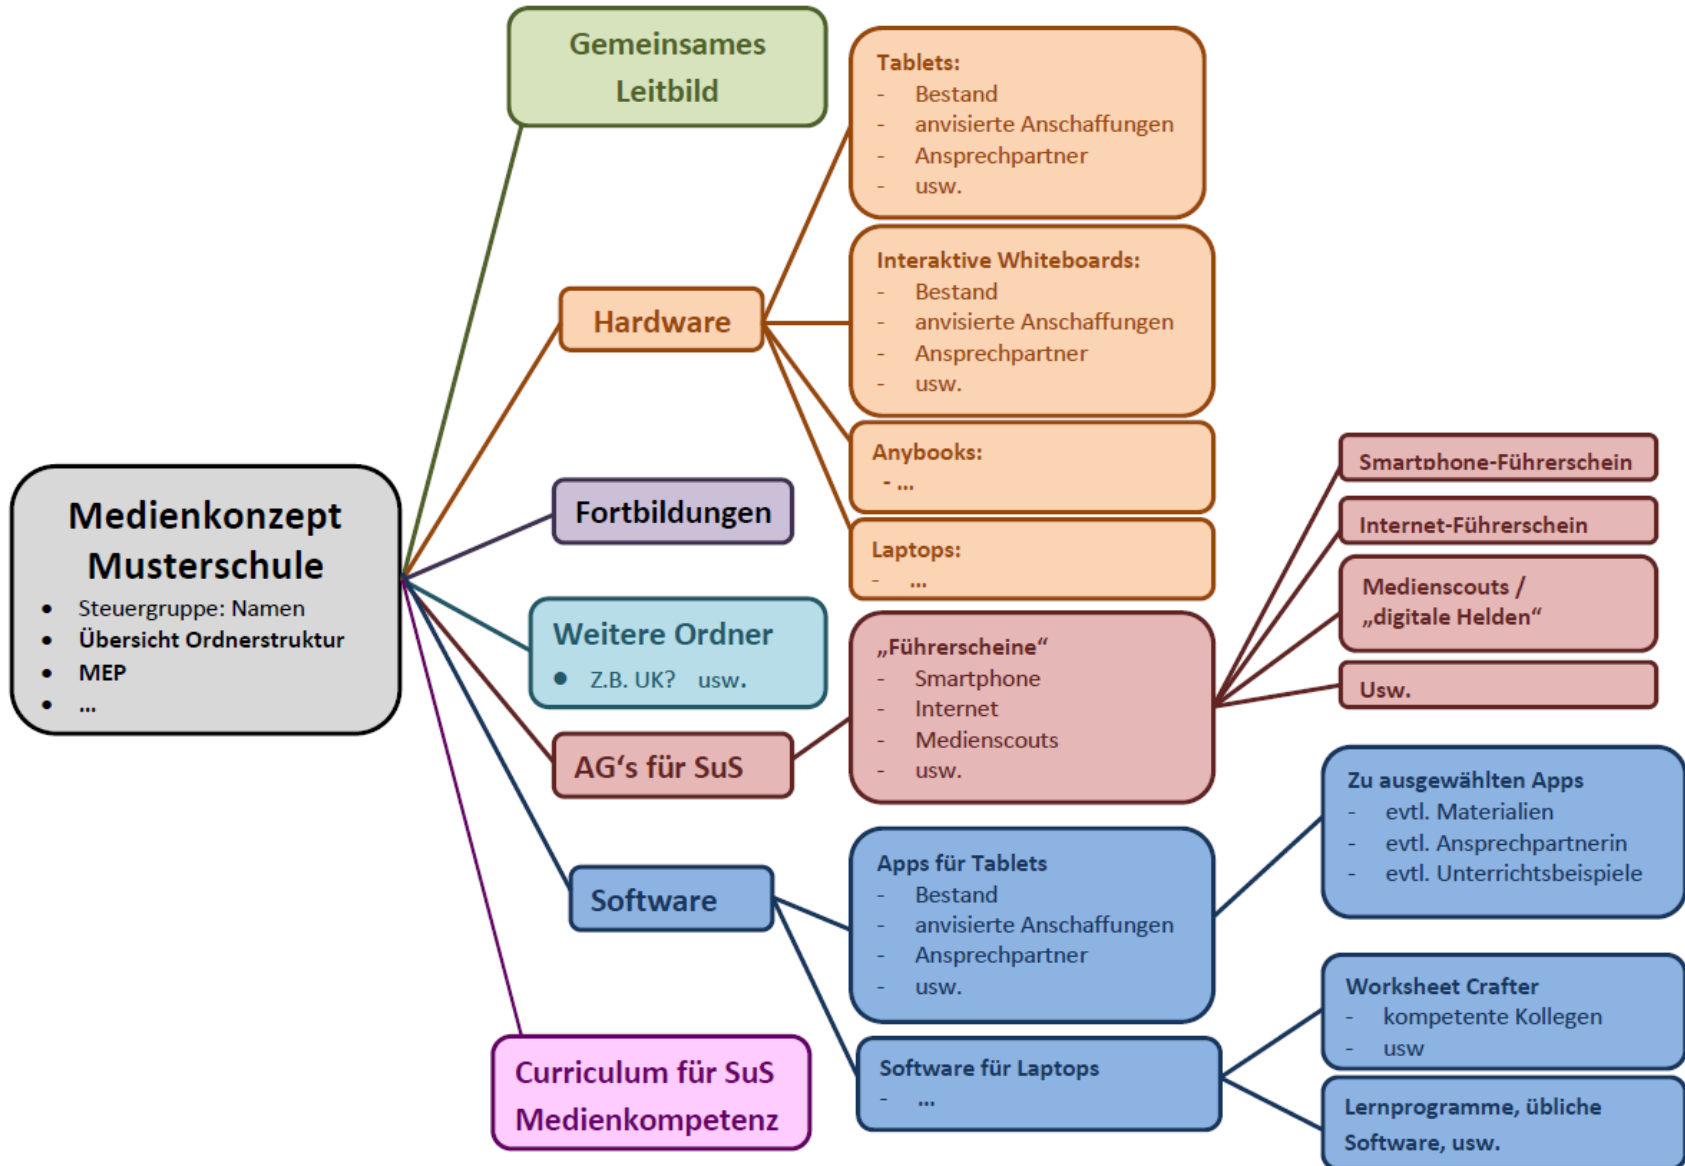 Gemeinsames
Leitbild
Tablets:
- Bestand
- anvisierte Anschaffungen
- Ansprechpartner
- usw.
Interaktive Whiteboards:
- Bestand
- anvisierte Anschaffungen
- Ansprechpartner
- usw.
Hardware
Anybooks:
- ...
Laptops:
- ...
Medienkonzept
Musterschule
• Steuergruppe: Namen
• Übersicht Ordnerstruktur
• MEP
• ...
Fortbildungen
Weitere Ordner
• Z.B. UK? usw.
AG‘s für SuS
„Führerscheine“
- Smartphone
- Internet
- Medienscouts
- usw.
Smartphone-Führerschein
Internet-Führerschein
Medienscouts /
„digitale Helden“
Usw.
Software
Apps für Tablets
- Bestand
- anvisierte Anschaffungen
- Ansprechpartner
- usw.
Zu ausgewählten Apps
- evtl. Materialien
- evtl. Ansprechpartnerin
- evtl. Unterrichtsbeispiele
Software für Laptops
- ...
Worksheet Crafter
- kompetente Kollegen
- usw
Lernprogramme, übliche
Software, usw.
Curriculum für SuS
Medienkompetenz